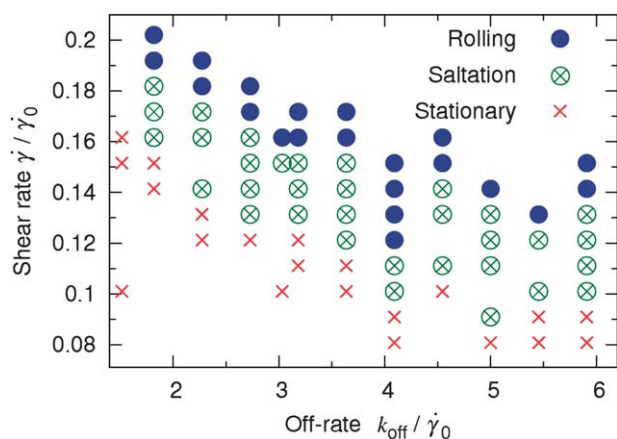 0.2
0.18
0.16
0.14
0.12
0.1
0.08
Shear rate γ̇ / γ̇₀
Rolling
Saltation
Stationary
2 3 4 5 6
Off-rate k_off / γ̇₀